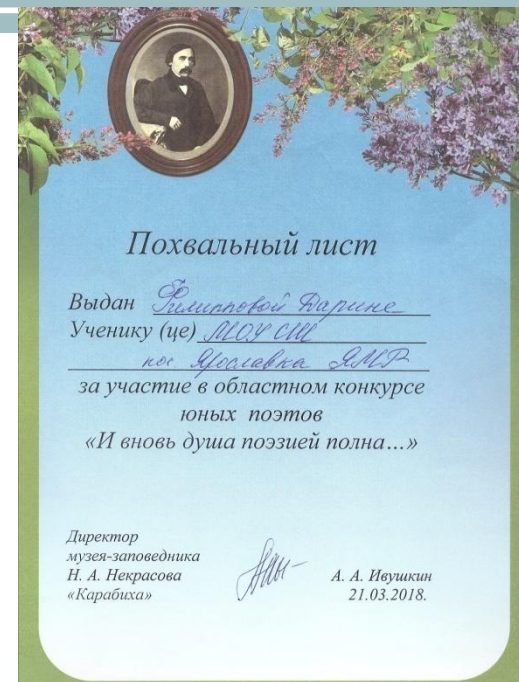 Похвальный лист
Выдан Филипповой Дарине
Ученику (це) МОУ СШ
пос. Ярославка ЯМР
за участие в областном конкурсе
юных поэтов
«И вновь душа поэзией полна...»
Директор
музея-заповедника
Н. А. Некрасова
«Карабиха»
А. А. Ивушкин
21.03.2018.